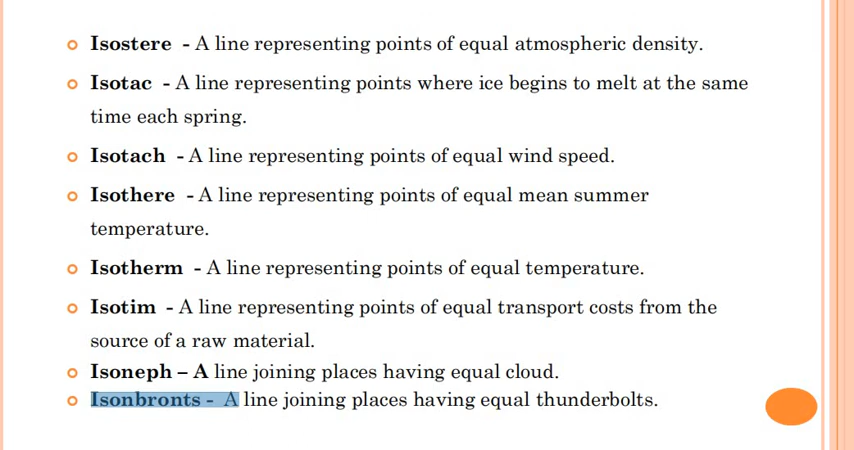 Isostere - A line representing points of equal atmospheric density.
Isotac - A line representing points where ice begins to melt at the same
time each spring.
Isotach - A line representing points of equal wind speed.
Isothere - A line representing points of equal mean summer
temperature.
Isotherm - A line representing points of equal temperature.
Isotim - A line representing points of equal transport costs from the
source of a raw material.
Isoneph – A line joining places having equal cloud.
Isonbronts - A line joining places having equal thunderbolts.